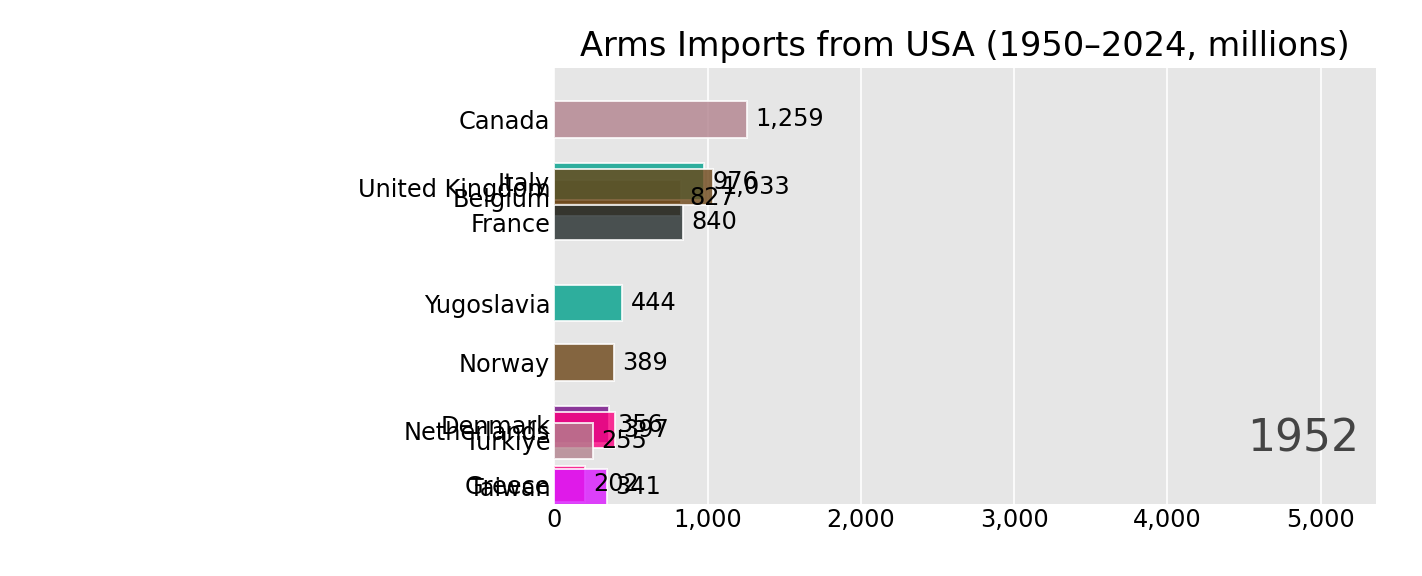 Arms Imports from USA (1950–2024, millions)
Canada 1,259
Italy 976
United Kingdom 1,033
Belgium 827
France 840
Yugoslavia 444
Norway 389
Denmark 356
Netherlands 397
Türkiye 255
Greece 202
Taiwan 341
1952
0 1,000 2,000 3,000 4,000 5,000